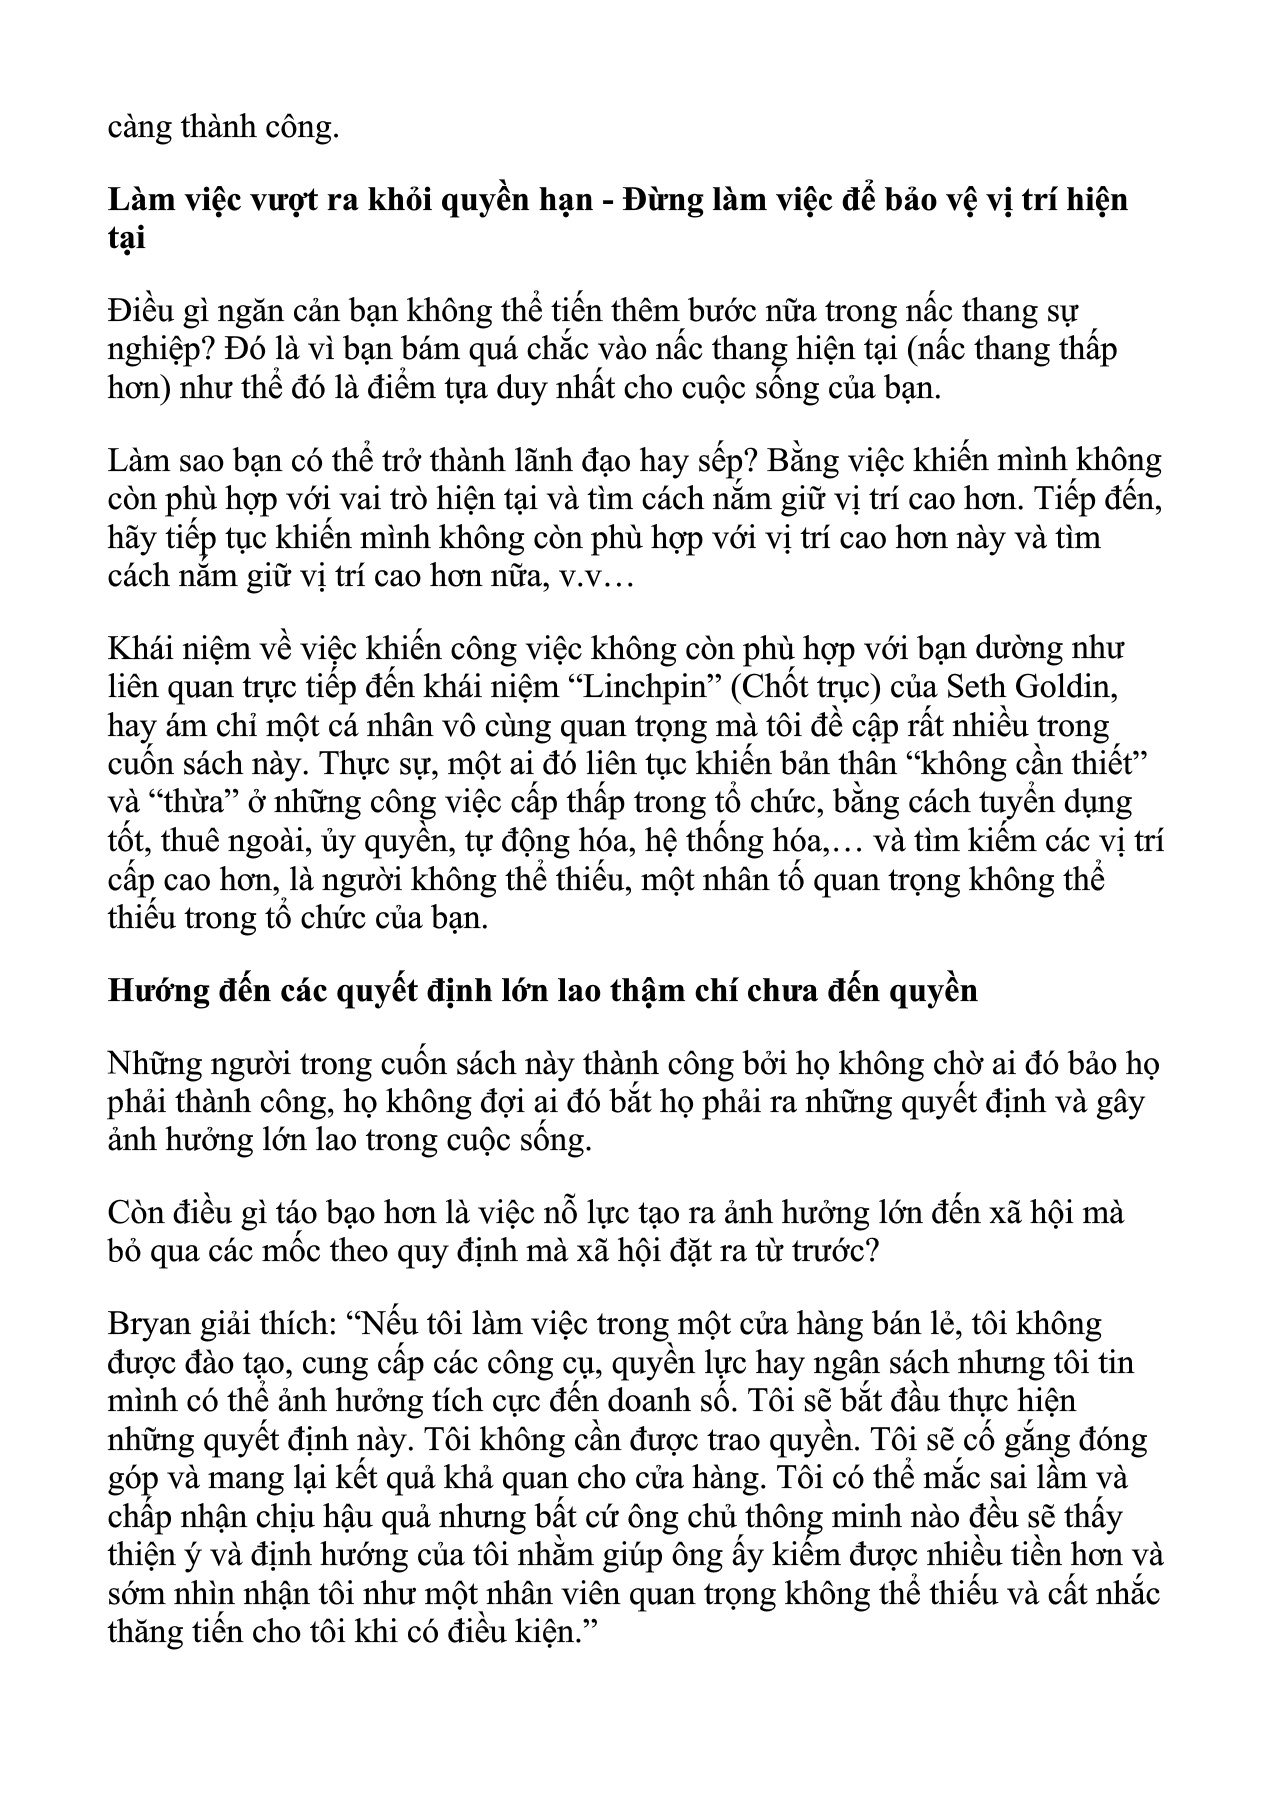 càng thành công.
Làm việc vượt ra khỏi quyền hạn - Đừng làm việc để bảo vệ vị trí hiện
tại
Điều gì ngăn cản bạn không thể tiến thêm bước nữa trong nấc thang sự
nghiệp? Đó là vì bạn bám quá chắc vào nấc thang hiện tại (nấc thang thấp
hơn) như thể đó là điểm tựa duy nhất cho cuộc sống của bạn.
Làm sao bạn có thể trở thành lãnh đạo hay sếp? Bằng việc khiến mình không
còn phù hợp với vai trò hiện tại và tìm cách nắm giữ vị trí cao hơn. Tiếp đến,
hãy tiếp tục khiến mình không còn phù hợp với vị trí cao hơn này và tìm
cách nắm giữ vị trí cao hơn nữa, v.v…
Khái niệm về việc khiến công việc không còn phù hợp với bạn dường như
liên quan trực tiếp đến khái niệm “Linchpin” (Chốt trục) của Seth Goldin,
hay ám chỉ một cá nhân vô cùng quan trọng mà tôi đề cập rất nhiều trong
cuốn sách này. Thực sự, một ai đó liên tục khiến bản thân “không cần thiết”
và “thừa” ở những công việc cấp thấp trong tổ chức, bằng cách tuyển dụng
tốt, thuê ngoài, ủy quyền, tự động hóa, hệ thống hóa,… và tìm kiếm các vị trí
cấp cao hơn, là người không thể thiếu, một nhân tố quan trọng không thể
thiếu trong tổ chức của bạn.
Hướng đến các quyết định lớn lao thậm chí chưa đến quyền
Những người trong cuốn sách này thành công bởi họ không chờ ai đó bảo họ
phải thành công, họ không đợi ai đó bắt họ phải ra những quyết định và gây
ảnh hưởng lớn lao trong cuộc sống.
Còn điều gì táo bạo hơn là việc nỗ lực tạo ra ảnh hưởng lớn đến xã hội mà
bỏ qua các mốc theo quy định mà xã hội đặt ra từ trước?
Bryan giải thích: “Nếu tôi làm việc trong một cửa hàng bán lẻ, tôi không
được đào tạo, cung cấp các công cụ, quyền lực hay ngân sách nhưng tôi tin
mình có thể ảnh hưởng tích cực đến doanh số. Tôi sẽ bắt đầu thực hiện
những quyết định này. Tôi không cần được trao quyền. Tôi sẽ cố gắng đóng
góp và mang lại kết quả khả quan cho cửa hàng. Tôi có thể mắc sai lầm và
chấp nhận chịu hậu quả nhưng bất cứ ông chủ thông minh nào đều sẽ thấy
thiện ý và định hướng của tôi nhằm giúp ông ấy kiếm được nhiều tiền hơn và
sớm nhìn nhận tôi như một nhân viên quan trọng không thể thiếu và cất nhắc
thăng tiến cho tôi khi có điều kiện.”